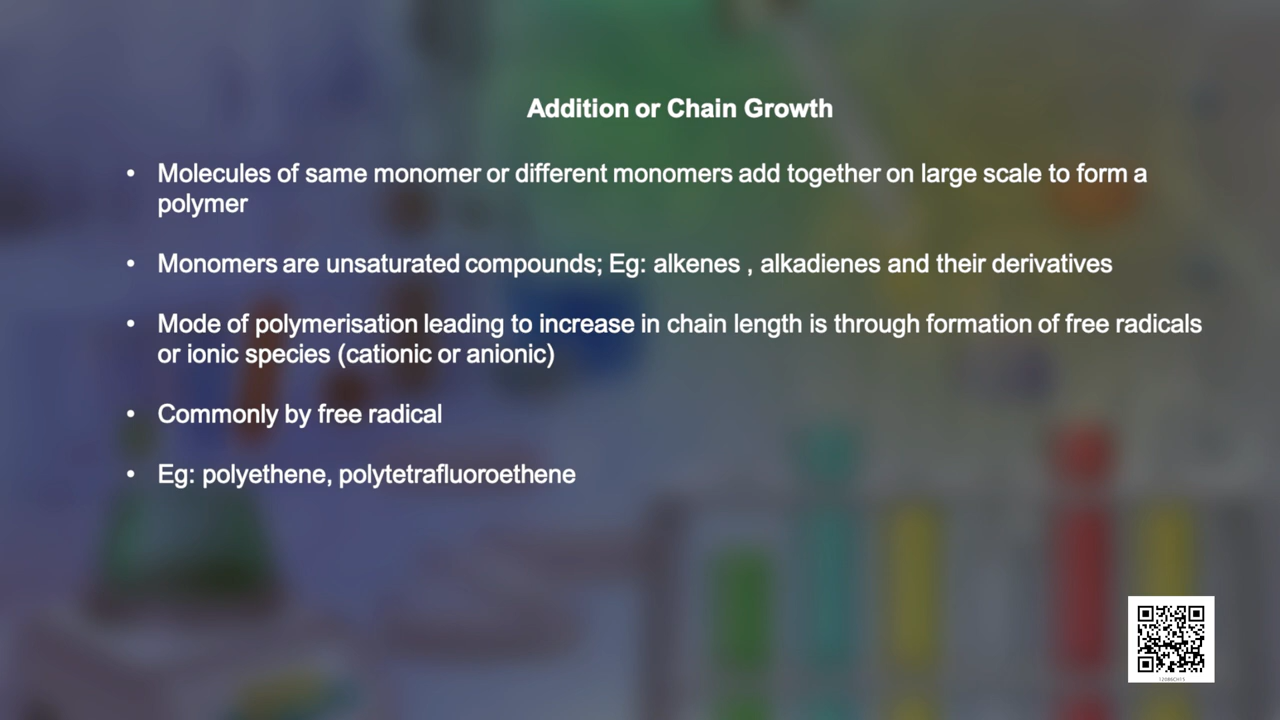 Addition or Chain Growth
• Molecules of same monomer or different monomers add together on large scale to form a
polymer
• Monomers are unsaturated compounds; Eg: alkenes , alkadienes and their derivatives
• Mode of polymerisation leading to increase in chain length is through formation of free radicals
or ionic species (cationic or anionic)
• Commonly by free radical
• Eg: polyethene, polytetrafluoroethene